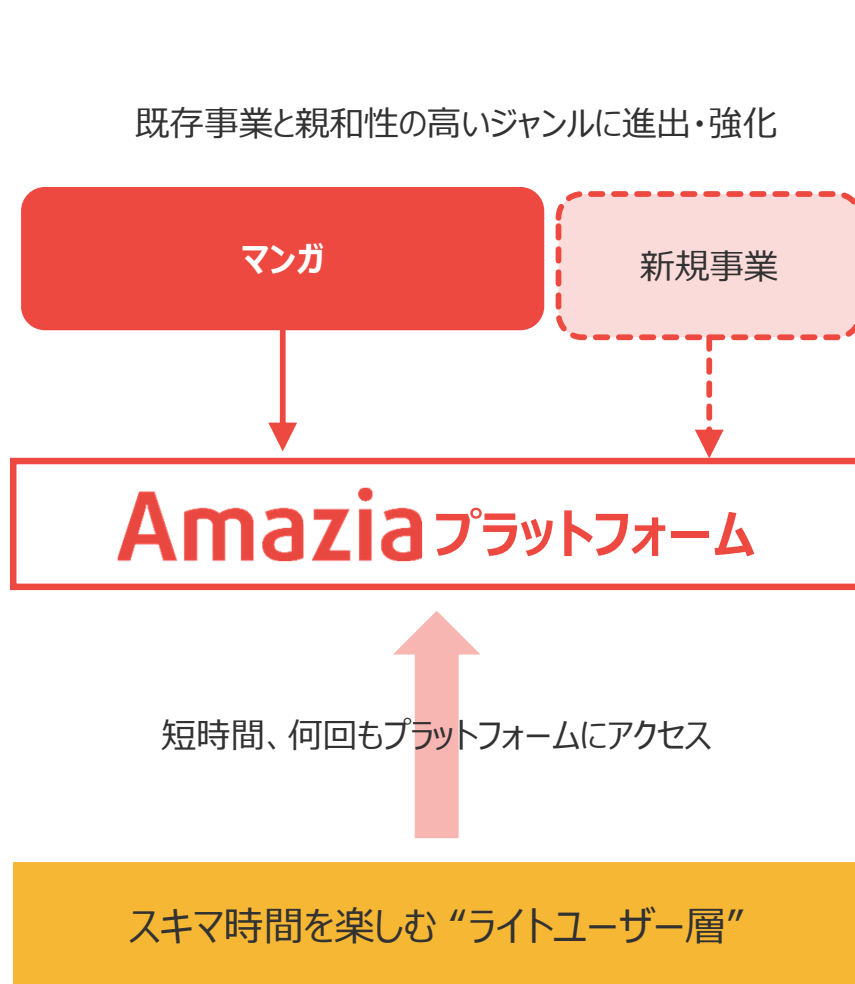 既存事業と親和性の高いジャンルに進出・強化
マンガ
新規事業
Amaziaプラットフォーム
短時間、何回もプラットフォームにアクセス
スキマ時間を楽しむ “ライトユーザー層”